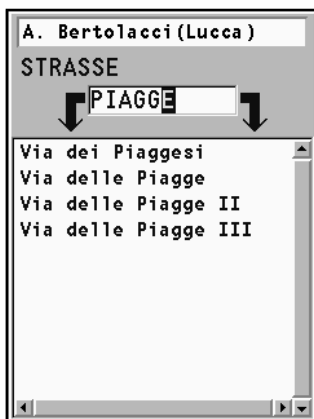 A. Bertolacci(Lucca)
STRASSE
PIAGGE
Via dei Piaggesi
Via delle Piagge
Via delle Piagge II
Via delle Piagge III